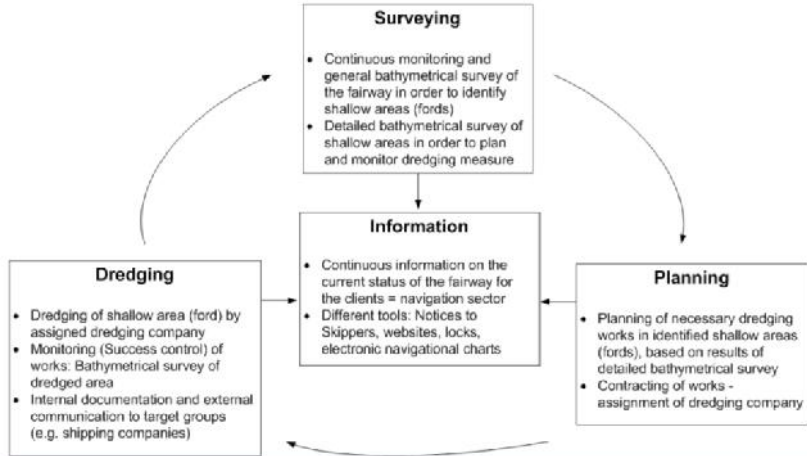 Surveying
• Continuous monitoring and
general bathymetrical survey of
the fairway in order to identify
shallow areas (fords)
• Detailed bathymetrical survey of
shallow areas in order to plan
and monitor dredging measure
Information
• Continuous information on the
current status of the fairway for
the clients = navigation sector
• Different tools: Notices to
Skippers, websites, locks,
electronic navigational charts
Dredging
• Dredging of shallow area (ford) by
assigned dredging company
• Monitoring (Success control) of
works: Bathymetrical survey of
dredged area
• Internal documentation and external
communication to target groups
(e.g. shipping companies)
Planning
• Planning of necessary dredging
works in identified shallow areas
(fords), based on results of
detailed bathymetrical survey
• Contracting of works -
assignment of dredging company